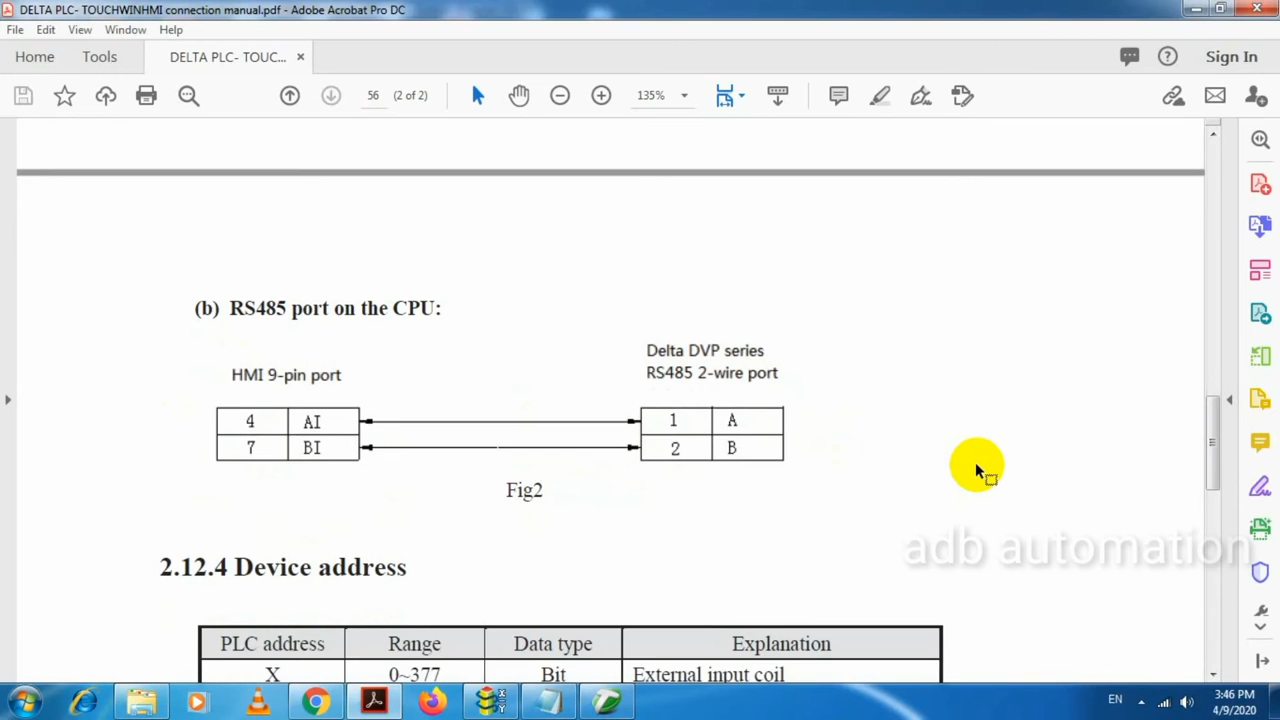 DELTA PLC- TOUCHWINHMI connection manual.pdf - Adobe Acrobat Pro DC
File Edit View Window Help
Home Tools DELTA PLC- TOUC... × Sign In
56 (2 of 2) 135%
(b) RS485 port on the CPU:
Delta DVP series
HMI 9-pin port RS485 2-wire port
4 AI 1 A
7 BI 2 B
Fig2
adb automation
2.12.4 Device address
PLC address Range Data type Explanation
X 0~377 Bit External input coil
EN 3:46 PM
4/9/2020